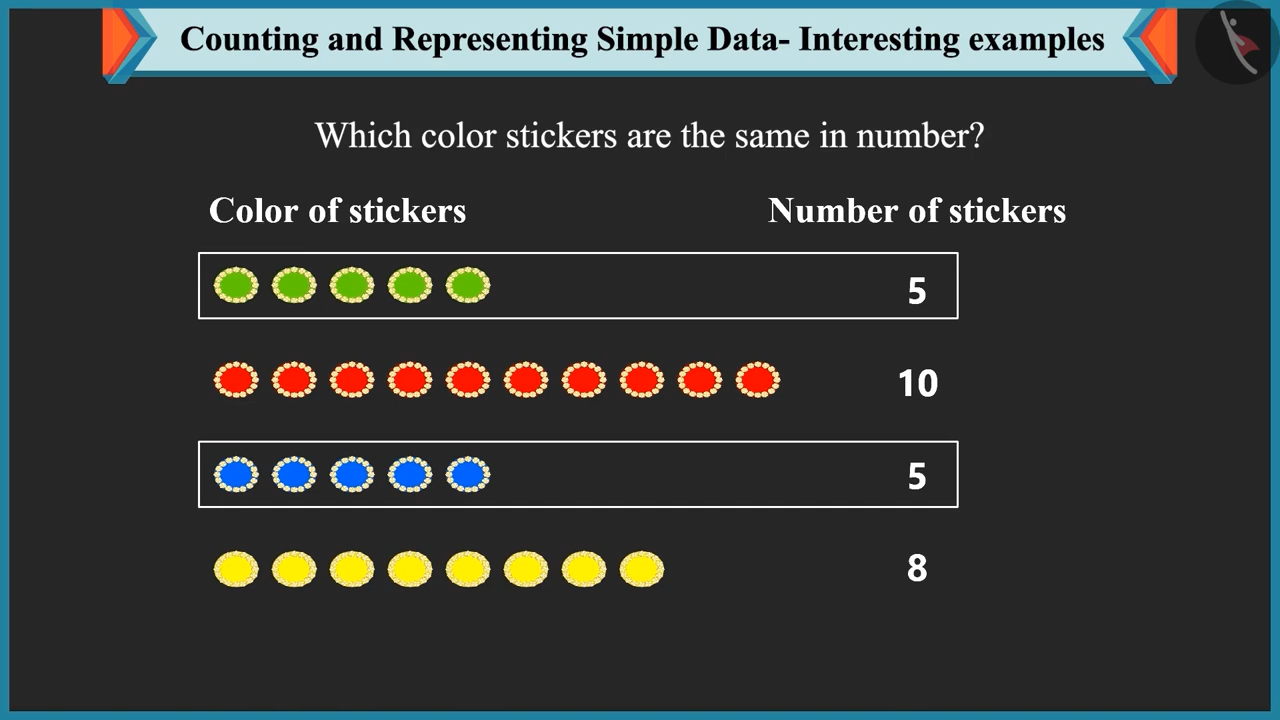 Counting and Representing Simple Data- Interesting examples
Which color stickers are the same in number?
Color of stickers Number of stickers
5
10
5
8